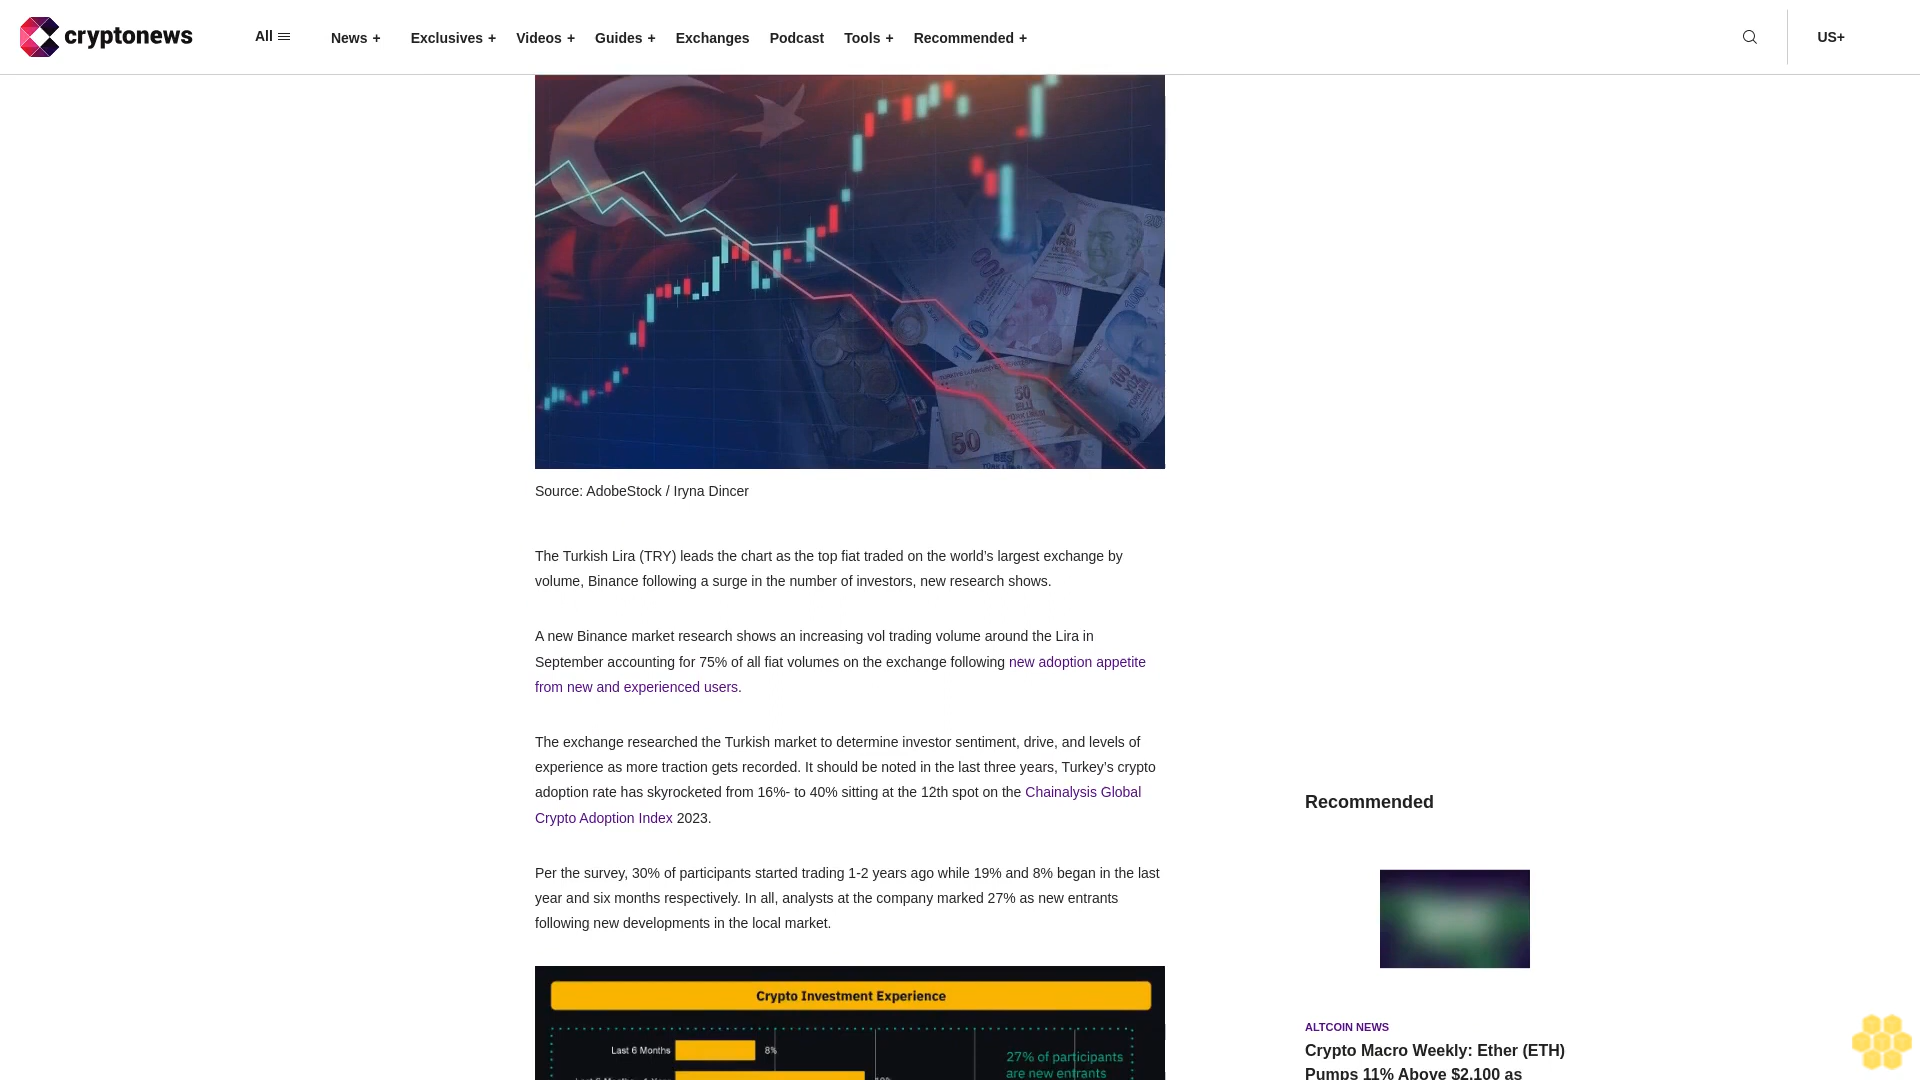 cryptonews
All
News +
Exclusives +
Videos +
Guides +
Exchanges
Podcast
Tools +
Recommended +
US+
Source: AdobeStock / Iryna Dincer
The Turkish Lira (TRY) leads the chart as the top fiat traded on the world’s largest exchange by
volume, Binance following a surge in the number of investors, new research shows.
A new Binance market research shows an increasing vol trading volume around the Lira in
September accounting for 75% of all fiat volumes on the exchange following new adoption appetite
from new and experienced users.
The exchange researched the Turkish market to determine investor sentiment, drive, and levels of
experience as more traction gets recorded. It should be noted in the last three years, Turkey’s crypto
adoption rate has skyrocketed from 16%- to 40% sitting at the 12th spot on the Chainalysis Global
Crypto Adoption Index 2023.
Per the survey, 30% of participants started trading 1-2 years ago while 19% and 8% began in the last
year and six months respectively. In all, analysts at the company marked 27% as new entrants
following new developments in the local market.
Crypto Investment Experience
Last 6 Months
8%
27% of participants
are new entrants
Recommended
ALTCOIN NEWS
Crypto Macro Weekly: Ether (ETH)
Pumps 11% Above $2,100 as